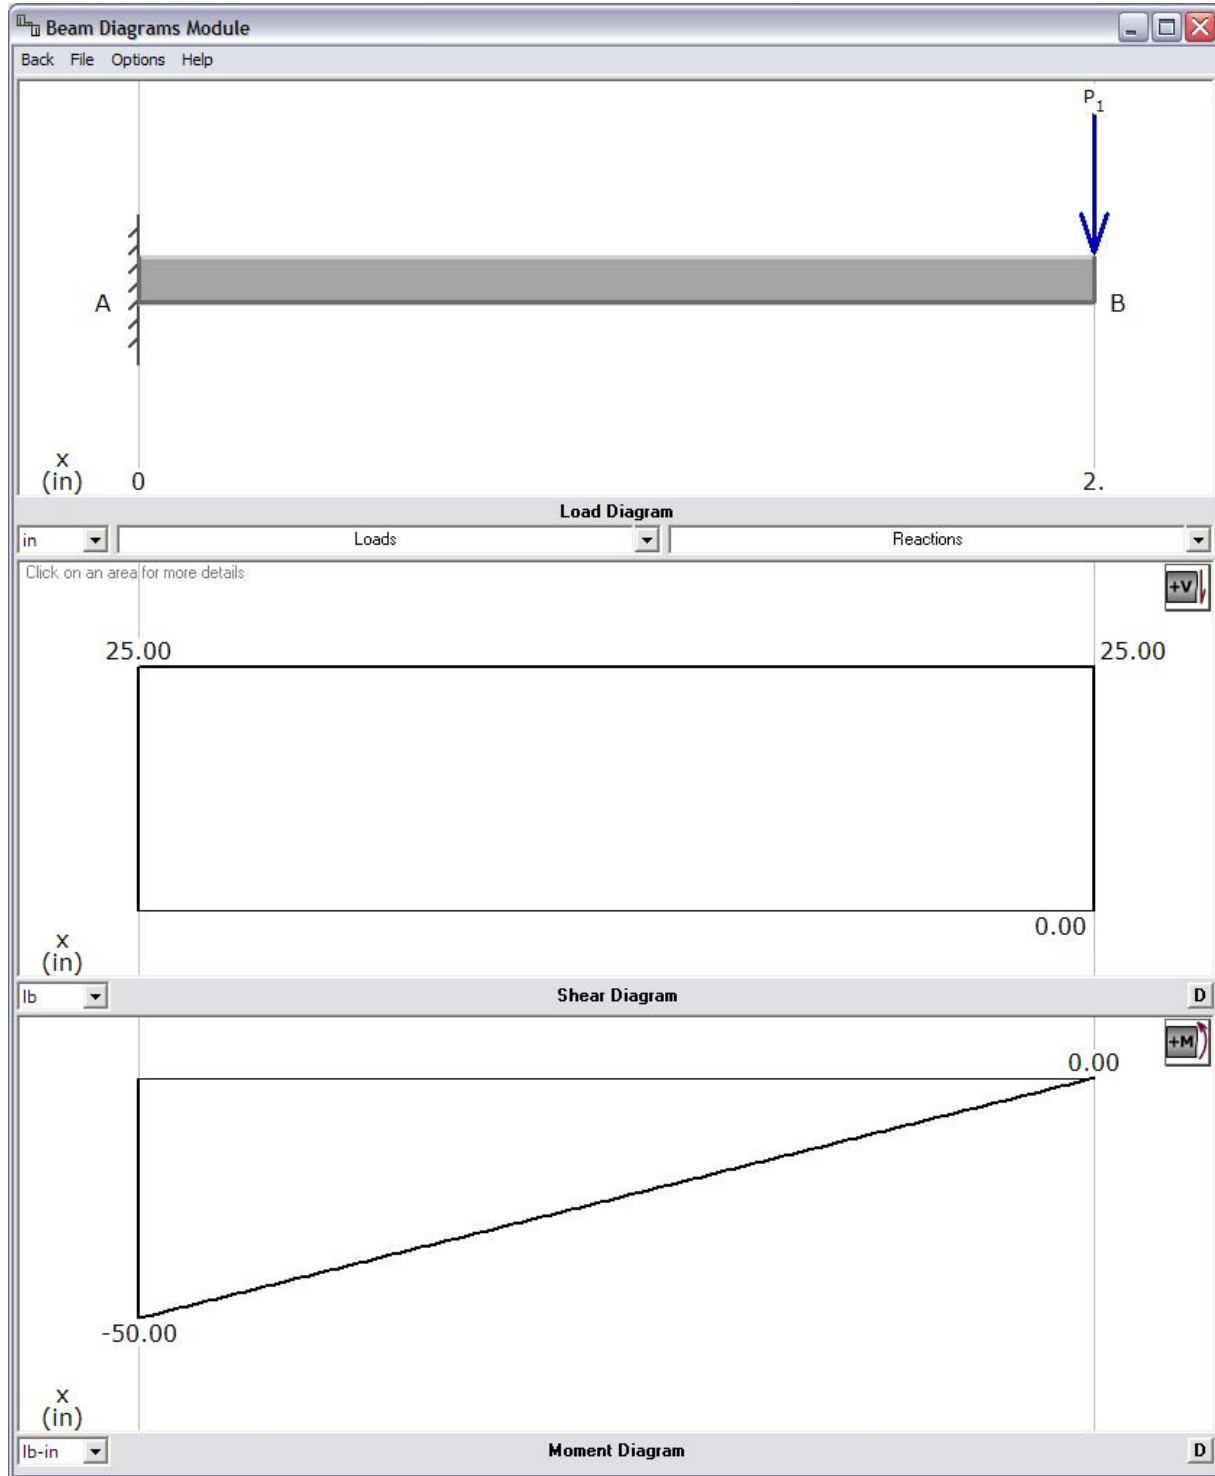 Beam Diagrams Module
Back File Options Help
P1
A
B
x
(in) 0 2.
Load Diagram
in Loads Reactions
Click on an area for more details
+V
25.00 25.00
0.00
x
(in)
lb Shear Diagram D
+M
0.00
-50.00
x
(in)
lb-in Moment Diagram D